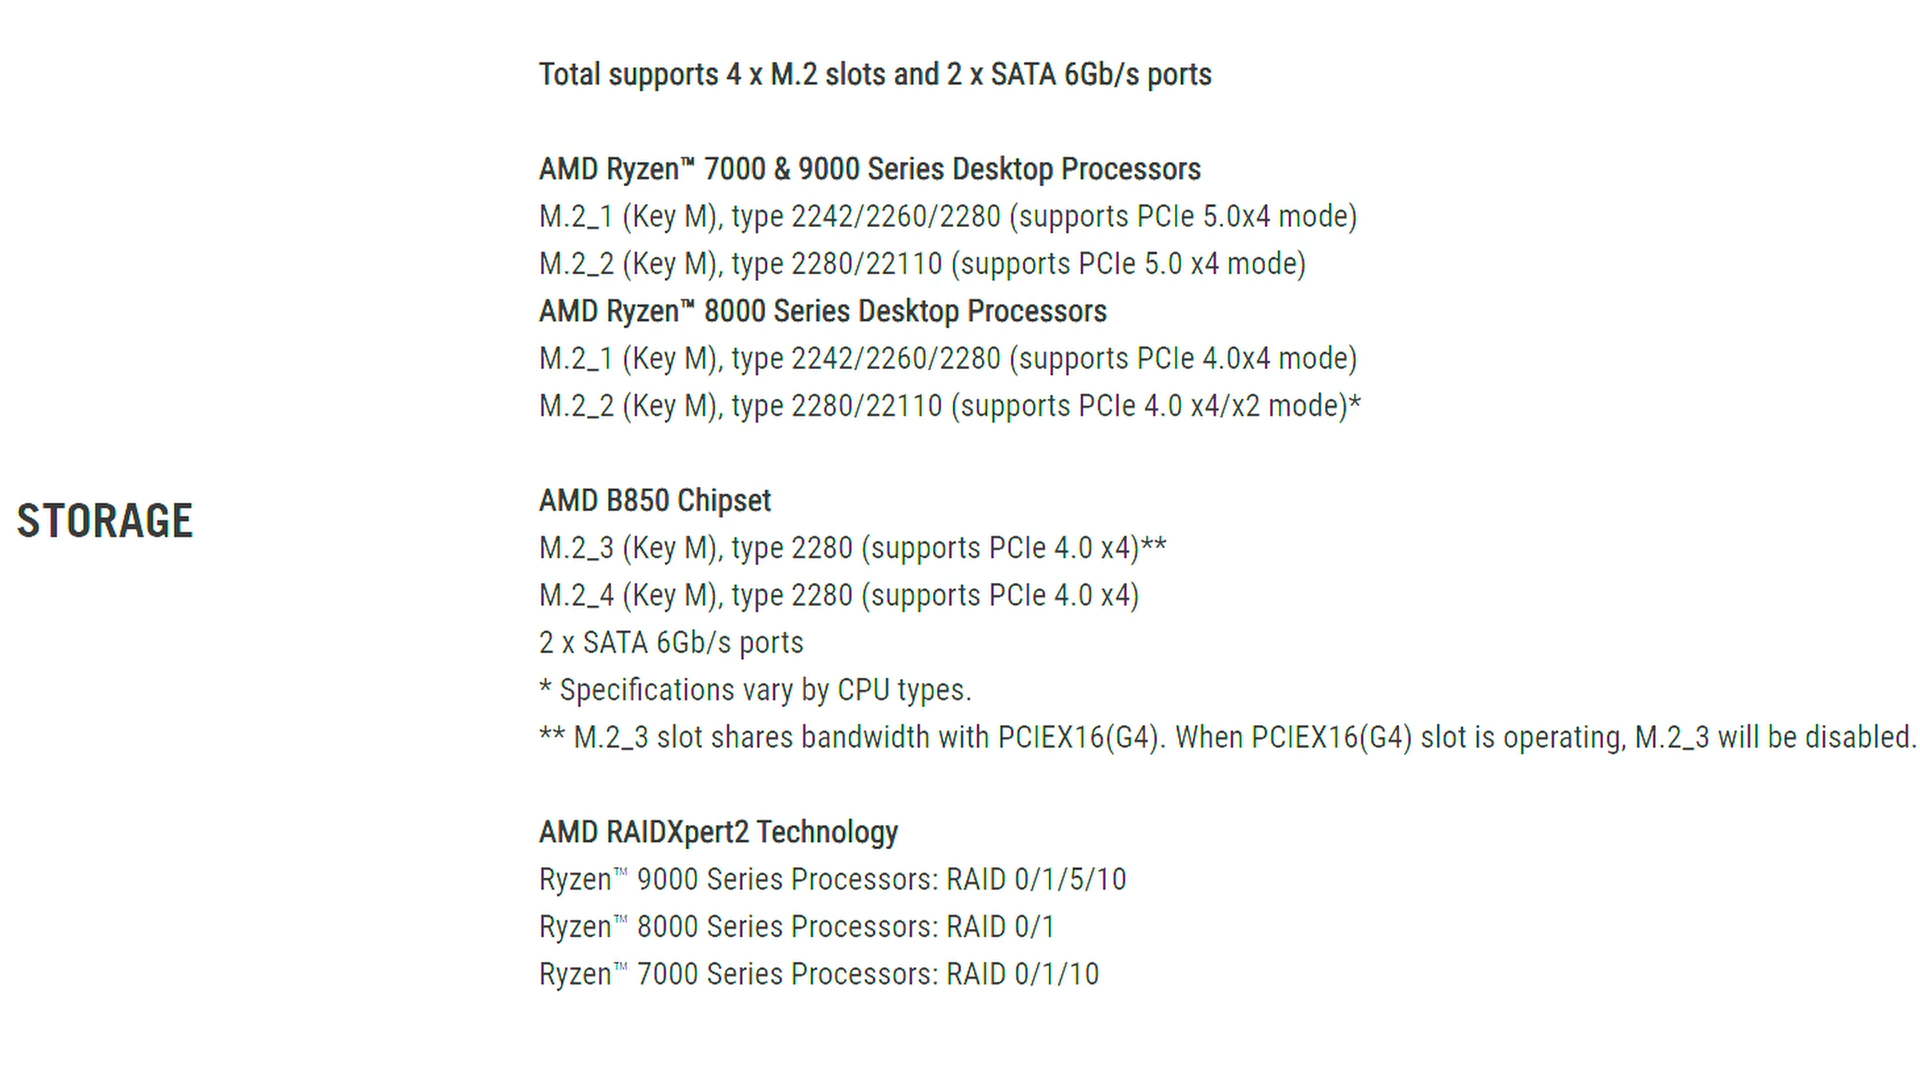 Total supports 4 x M.2 slots and 2 x SATA 6Gb/s ports
AMD Ryzen™ 7000 & 9000 Series Desktop Processors
M.2_1 (Key M), type 2242/2260/2280 (supports PCIe 5.0x4 mode)
M.2_2 (Key M), type 2280/22110 (supports PCIe 5.0 x4 mode)
AMD Ryzen™ 8000 Series Desktop Processors
M.2_1 (Key M), type 2242/2260/2280 (supports PCIe 4.0x4 mode)
M.2_2 (Key M), type 2280/22110 (supports PCIe 4.0 x4/x2 mode)*
STORAGE
AMD B850 Chipset
M.2_3 (Key M), type 2280 (supports PCIe 4.0 x4)**
M.2_4 (Key M), type 2280 (supports PCIe 4.0 x4)
2 x SATA 6Gb/s ports
* Specifications vary by CPU types.
** M.2_3 slot shares bandwidth with PCIEX16(G4). When PCIEX16(G4) slot is operating, M.2_3 will be disabled.
AMD RAIDXpert2 Technology
Ryzen™ 9000 Series Processors: RAID 0/1/5/10
Ryzen™ 8000 Series Processors: RAID 0/1
Ryzen™ 7000 Series Processors: RAID 0/1/10